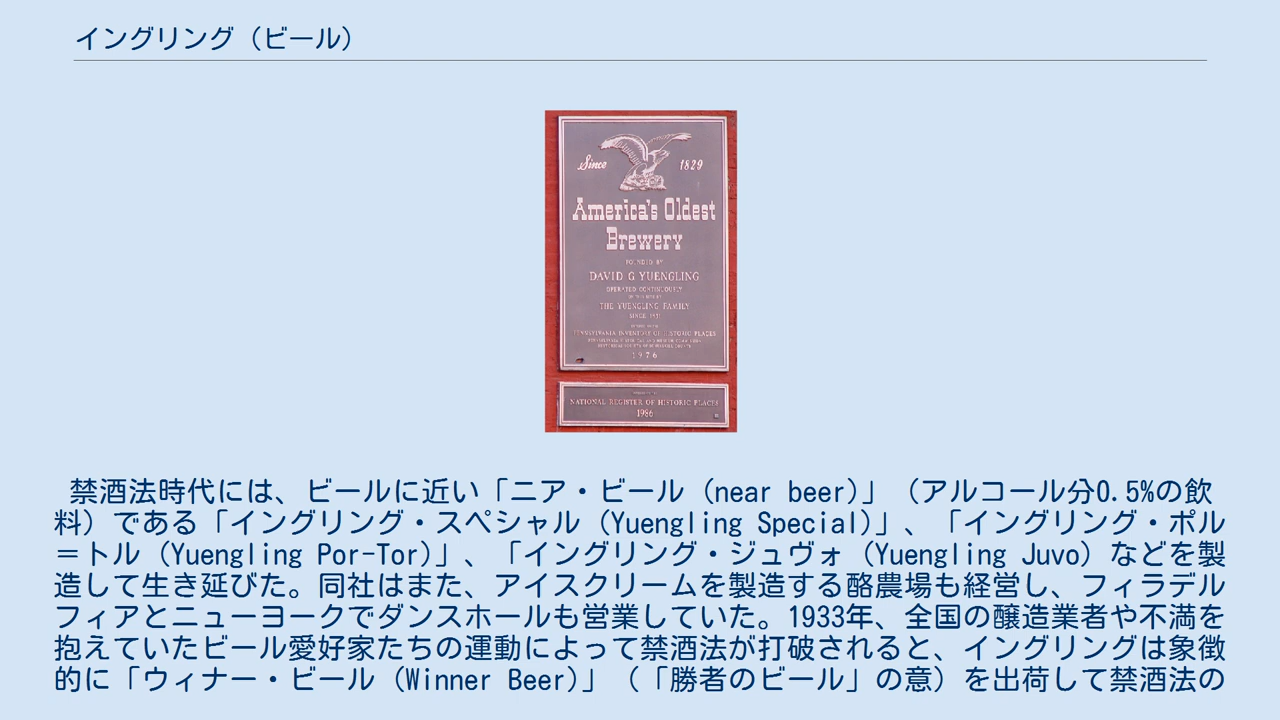 イングリング（ビール）
Since 1829
America's Oldest
Brewery
FOUNDED BY
DAVID G YUENGLING
OPERATED CONTINUOUSLY
THE YUENGLING FAMILY
PENNSYLVANIA INVENTORY OF HISTORIC PLACES
1976
NATIONAL REGISTER OF HISTORIC PLACES
1986
禁酒法時代には、ビールに近い「ニア・ビール（near beer）」（アルコール分0.5%の飲
料）である「イングリング・スペシャル（Yuengling Special）」、「イングリング・ポル
＝トル（Yuengling Por-Tor）」、「イングリング・ジュヴォ（Yuengling Juvo）などを製
造して生き延びた。同社はまた、アイスクリームを製造する酪農場も経営し、フィラデル
フィアとニューヨークでダンスホールも営業していた。1933年、全国の醸造業者や不満を
抱えていたビール愛好家たちの運動によって禁酒法が打破されると、イングリングは象徴
的に「ウィナー・ビール（Winner Beer）」（「勝者のビール」の意）を出荷して禁酒法の